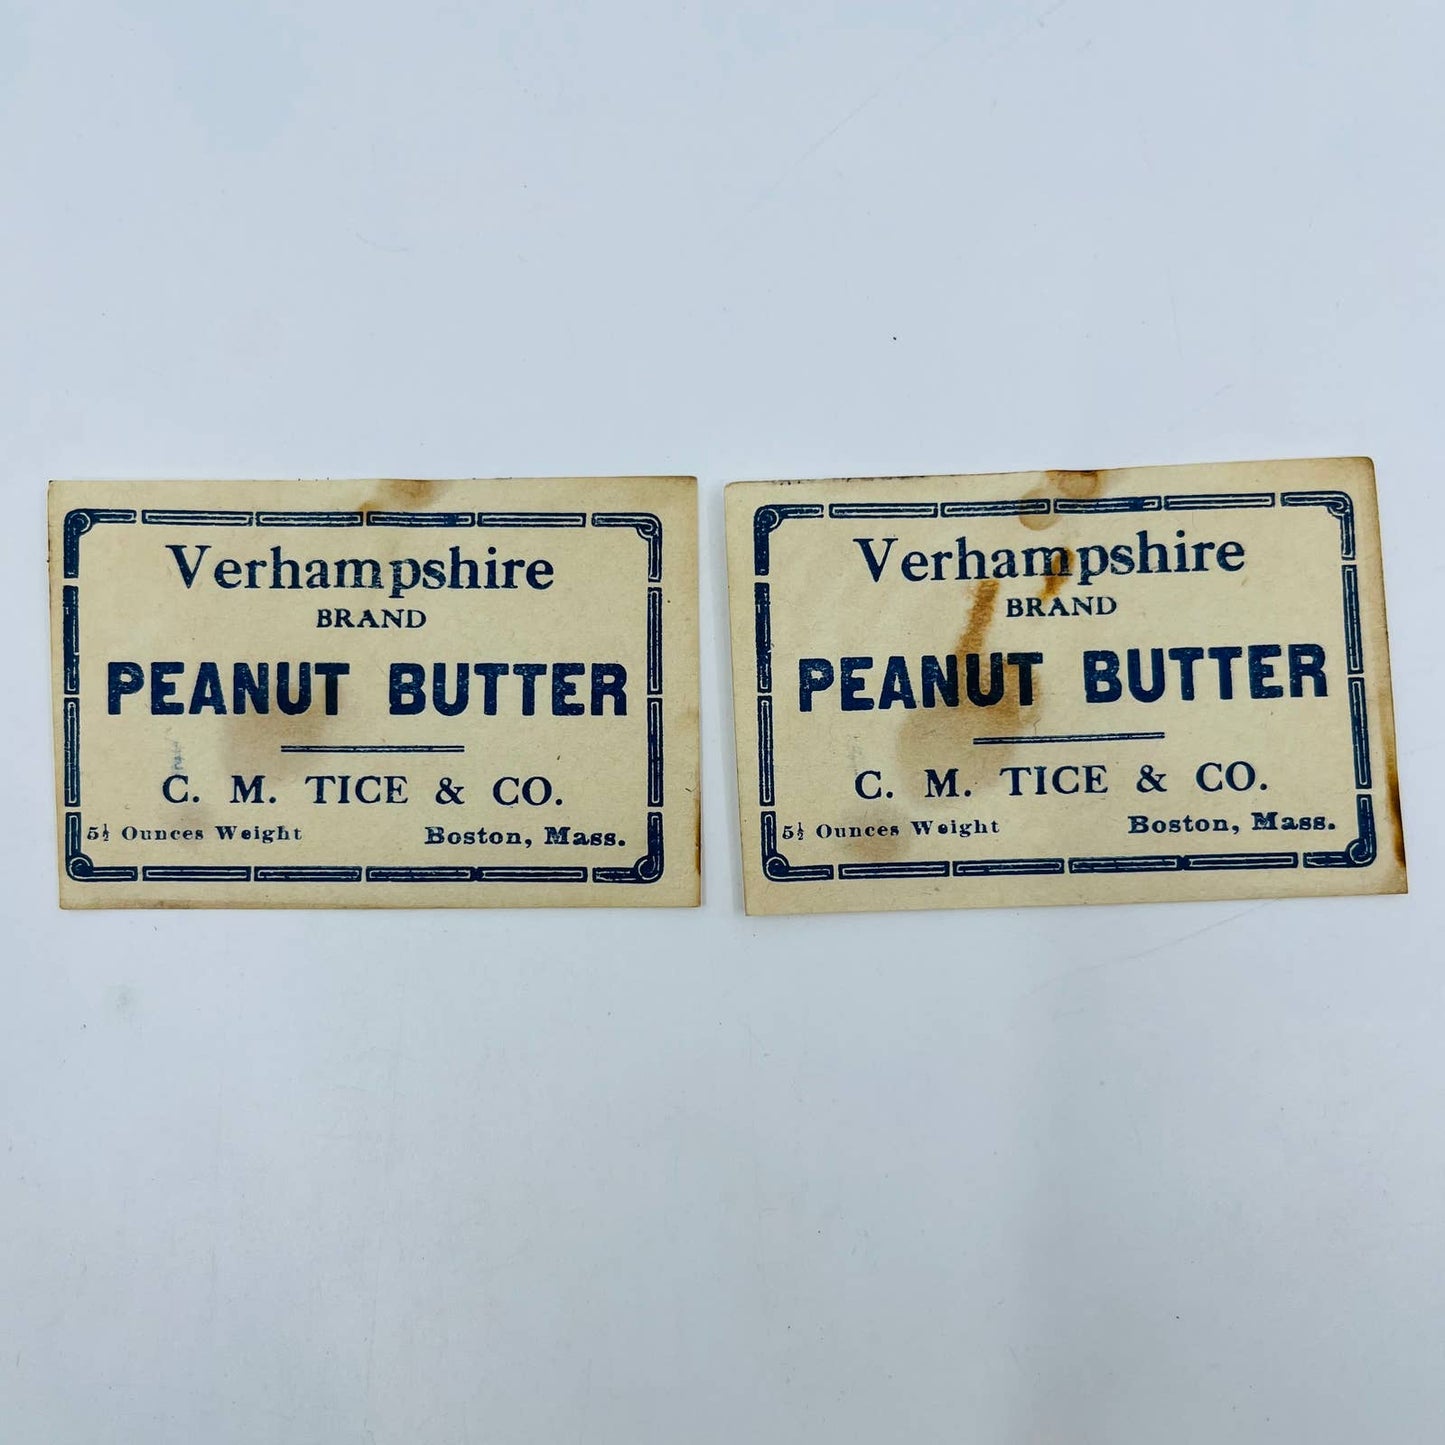 Verhampshire
BRAND
PEANUT BUTTER
C. M. TICE & CO.
5½ Ounces Weight Boston, Mass.
Verhampshire
BRAND
PEANUT BUTTER
C. M. TICE & CO.
5½ Ounces Weight Boston, Mass.